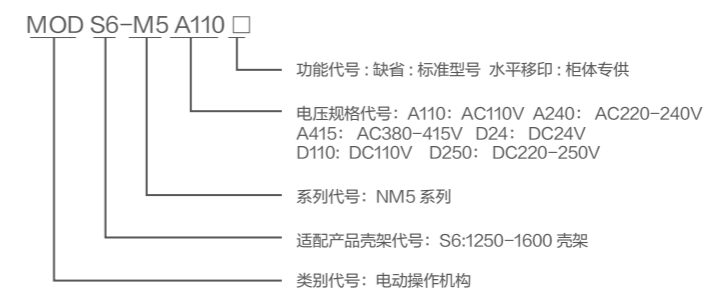 MOD S6-M5 A110 □
功能代号：缺省：标准型号 水平移印：柜体专供
电压规格代号：A110：AC110V A240：AC220-240V
A415：AC380-415V D24：DC24V
D110：DC110V D250：DC220-250V
系列代号：NM5 系列
适配产品壳架代号：S6:1250-1600 壳架
类别代号：电动操作机构